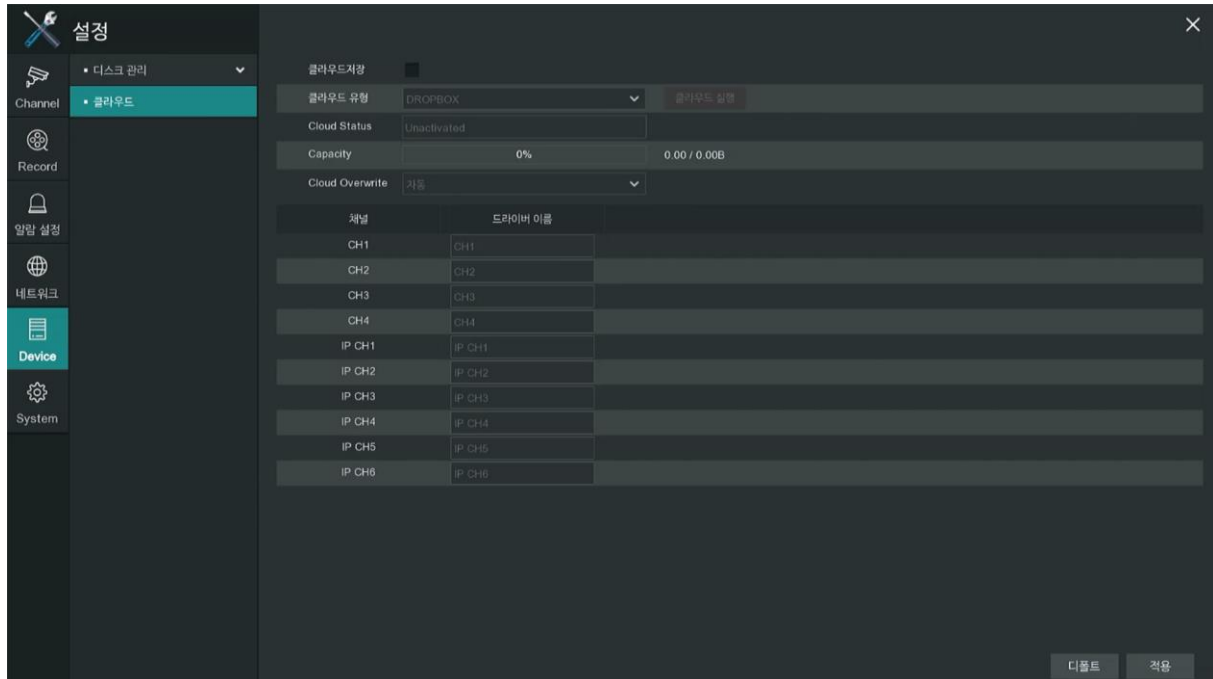 설정
Channel
Record
알람 설정
네트워크
Device
System
▪ 디스크 관리
▪ 클라우드
클라우드저장
클라우드 유형 DROPBOX 클라우드 실행
Cloud Status Unactivated
Capacity 0% 0.00 / 0.00B
Cloud Overwrite 자동
채널 드라이버 이름
CH1 CH1
CH2 CH2
CH3 CH3
CH4 CH4
IP CH1 IP CH1
IP CH2 IP CH2
IP CH3 IP CH3
IP CH4 IP CH4
IP CH5 IP CH5
IP CH6 IP CH6
디폴트 적용